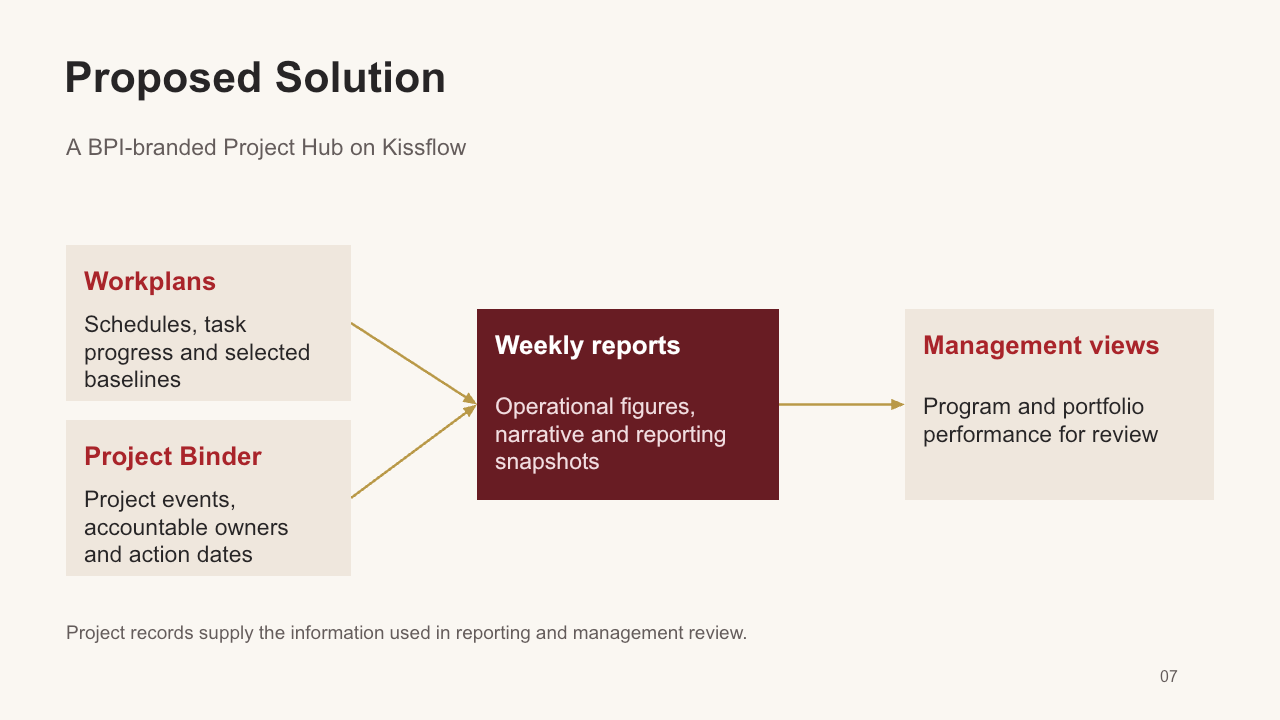 Proposed Solution
A BPI-branded Project Hub on Kissflow
Workplans
Schedules, task
progress and selected
baselines
Project Binder
Project events,
accountable owners
and action dates
Weekly reports
Operational figures,
narrative and reporting
snapshots
Management views
Program and portfolio
performance for review
Project records supply the information used in reporting and management review.
07